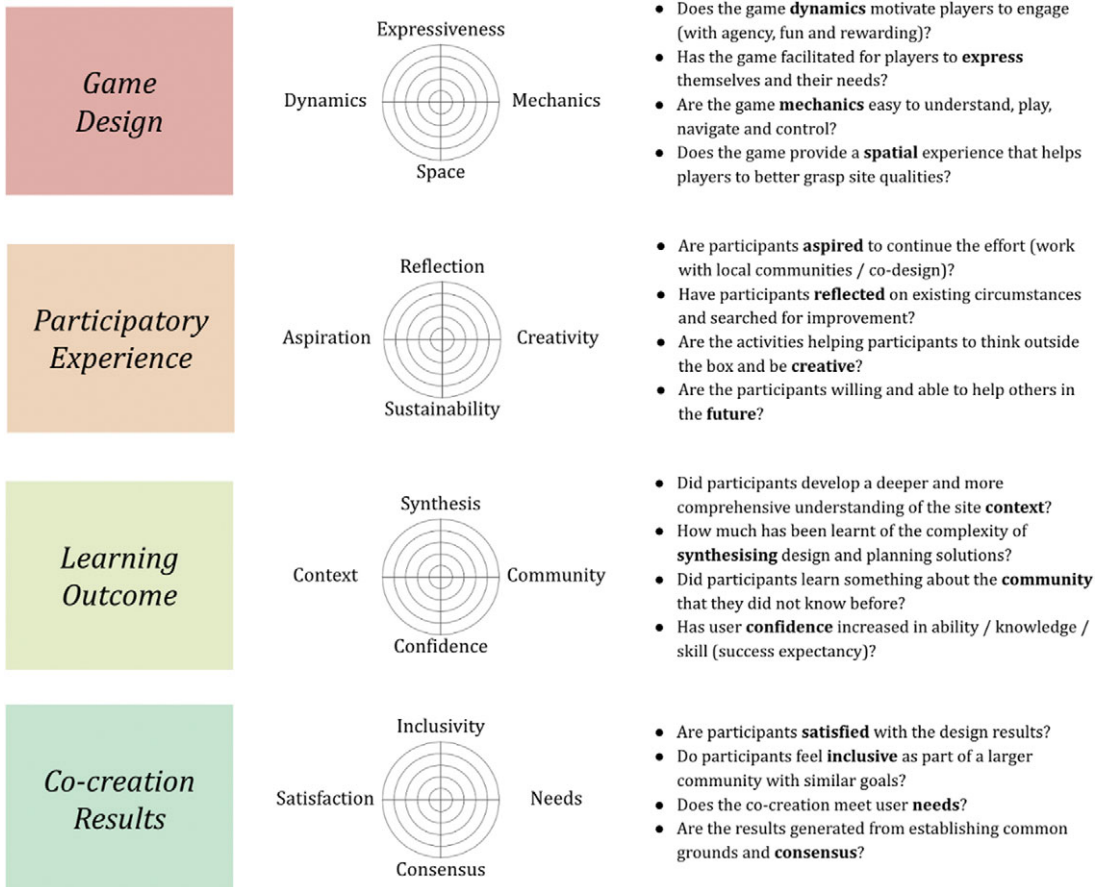 Game
Design
Expressiveness
Dynamics
Mechanics
Space
● Does the game dynamics motivate players to engage
(with agency, fun and rewarding)?
● Has the game facilitated for players to express
themselves and their needs?
● Are the game mechanics easy to understand, play,
navigate and control?
● Does the game provide a spatial experience that helps
players to better grasp site qualities?
Participatory
Experience
Reflection
Aspiration
Creativity
Sustainability
● Are participants aspired to continue the effort (work
with local communities / co-design)?
● Have participants reflected on existing circumstances
and searched for improvement?
● Are the activities helping participants to think outside
the box and be creative?
● Are the participants willing and able to help others in
the future?
Learning
Outcome
Synthesis
Context
Community
Confidence
● Did participants develop a deeper and more
comprehensive understanding of the site context?
● How much has been learnt of the complexity of
synthesising design and planning solutions?
● Did participants learn something about the community
that they did not know before?
● Has user confidence increased in ability / knowledge /
skill (success expectancy)?
Co-creation
Results
Inclusivity
Satisfaction
Needs
Consensus
● Are participants satisfied with the design results?
● Do participants feel inclusive as part of a larger
community with similar goals?
● Does the co-creation meet user needs?
● Are the results generated from establishing common
grounds and consensus?